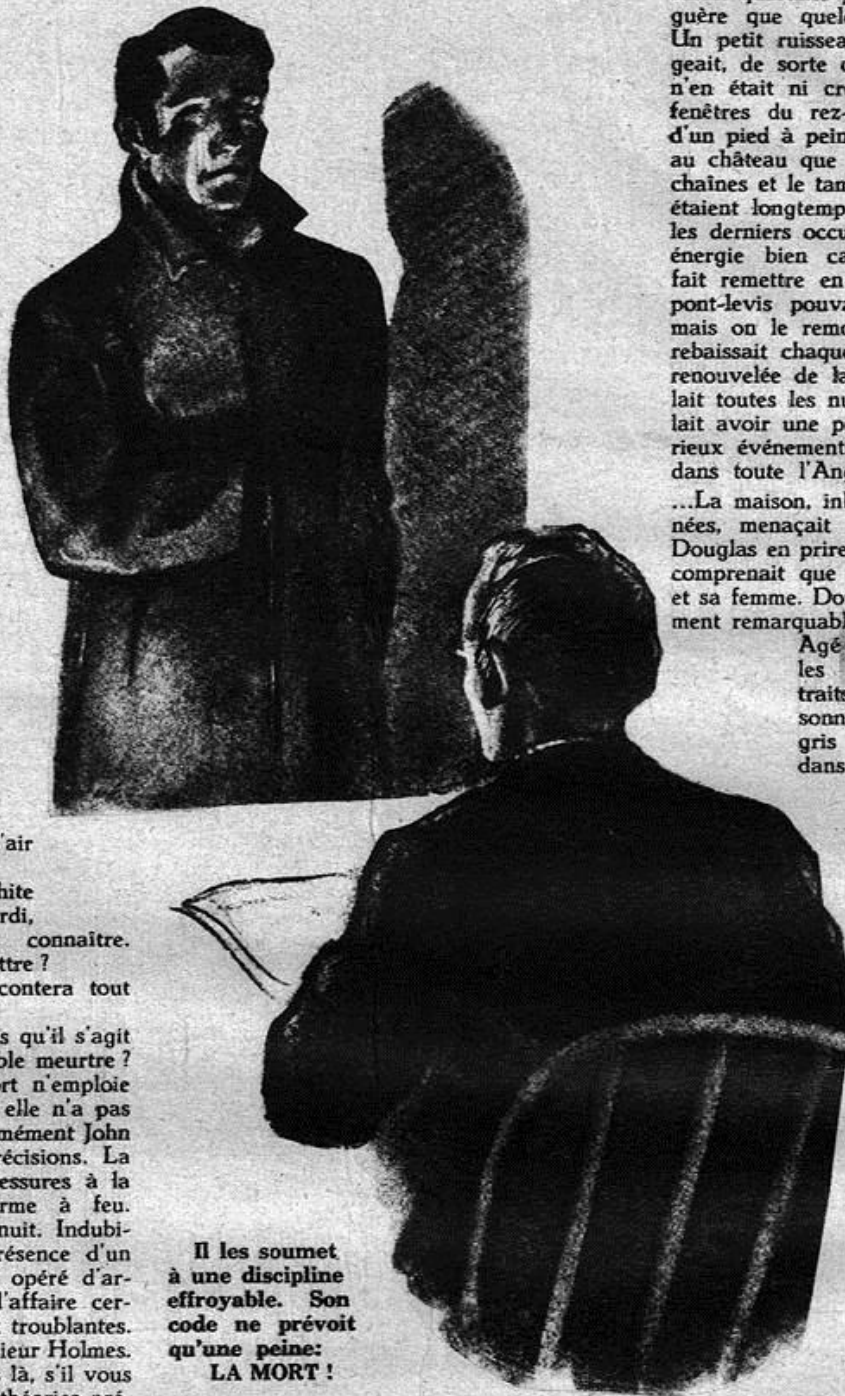 'air
hite
rdi,
connaître.
ttre ?
contera tout
s qu'il s'agit
ble meurtre ?
ort n'emploie
elle n'a pas
mément John
récisions. La
essures à la
rme à feu.
nuit. Indubi-
résence d'un
opéré d'ar-
l'affaire cer-
troublantes.
sieur Holmes.
là, s'il vous
Il les soumet
à une discipline
effroyable. Son
code ne prévoit
qu'une peine:
LA MORT !
guère que quel
Un petit ruissea
geait, de sorte
n'en était ni cr
fenêtres du rez-
d'un pied à pein
au château que
chaînes et le tan
étaient longtemp
les derniers occu
énergie bien ca
fait remettre en
pont-levis pouva
mais on le remo
rebaissait chaque
renouvelée de la
lait toutes les nu
lait avoir une p
rieux événement
dans toute l'An
...La maison, in
nées, menaçait
Douglas en prire
comprenait que
et sa femme. Do
ment remarquabl
Agé
les
traits
sonn
gris
dans